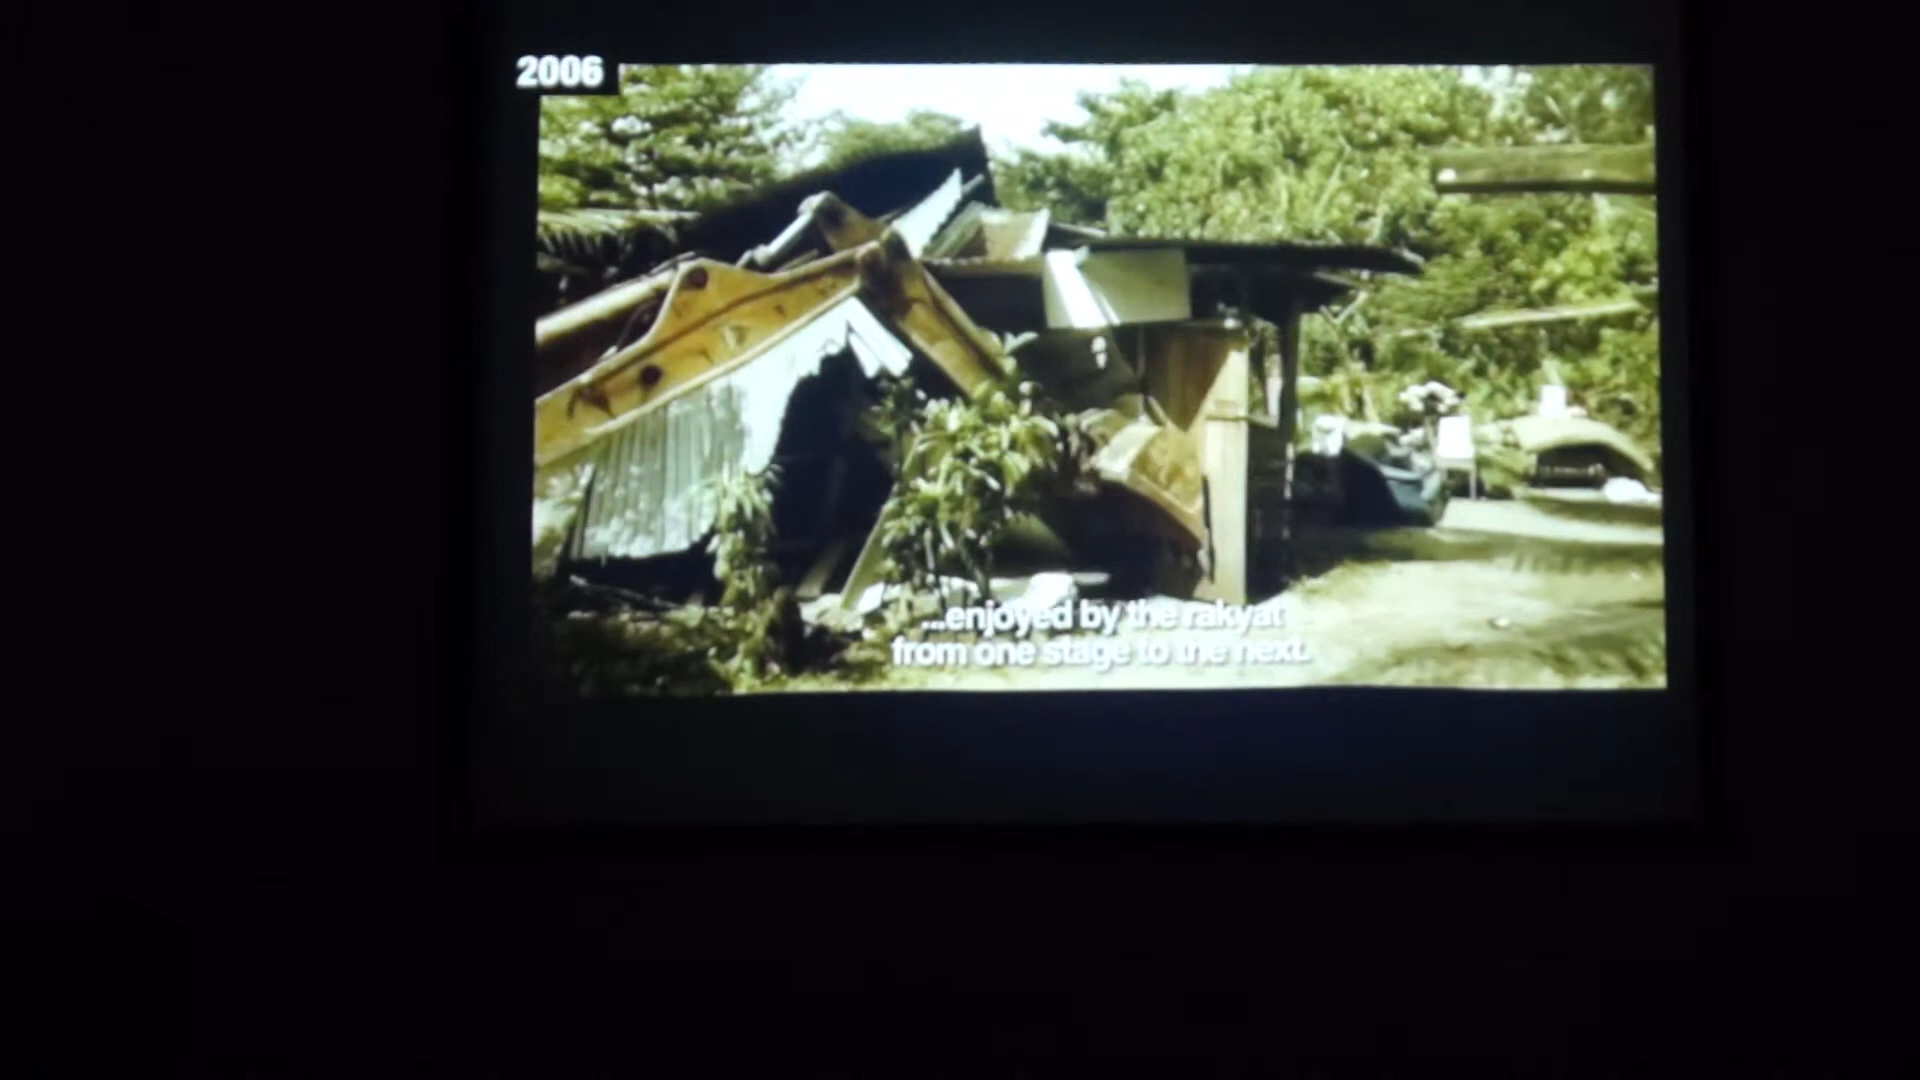 2006
...enjoyed by the rakyat
from one stage to the next.